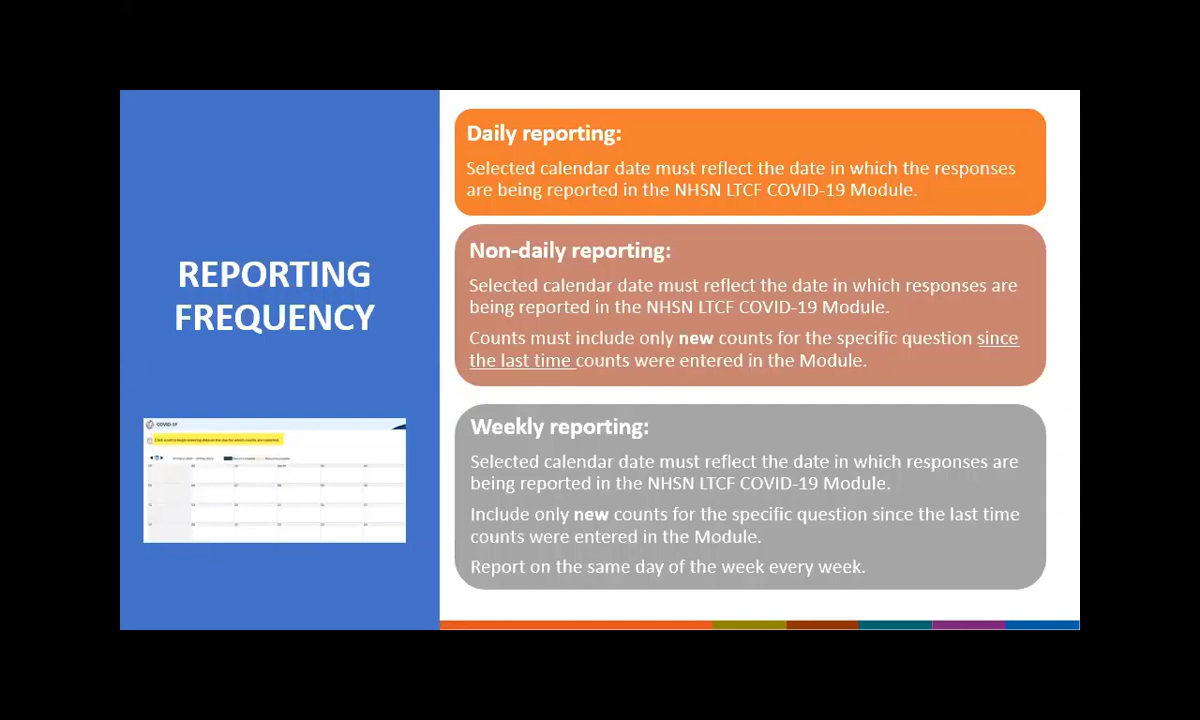 REPORTING
FREQUENCY
COVID-19
Daily reporting:
Selected calendar date must reflect the date in which the responses
are being reported in the NHSN LTCF COVID-19 Module.
Non-daily reporting:
Selected calendar date must reflect the date in which responses are
being reported in the NHSN LTCF COVID-19 Module.
Counts must include only new counts for the specific question since
the last time counts were entered in the Module.
Weekly reporting:
Selected calendar date must reflect the date in which responses are
being reported in the NHSN LTCF COVID-19 Module.
Include only new counts for the specific question since the last time
counts were entered in the Module.
Report on the same day of the week every week.